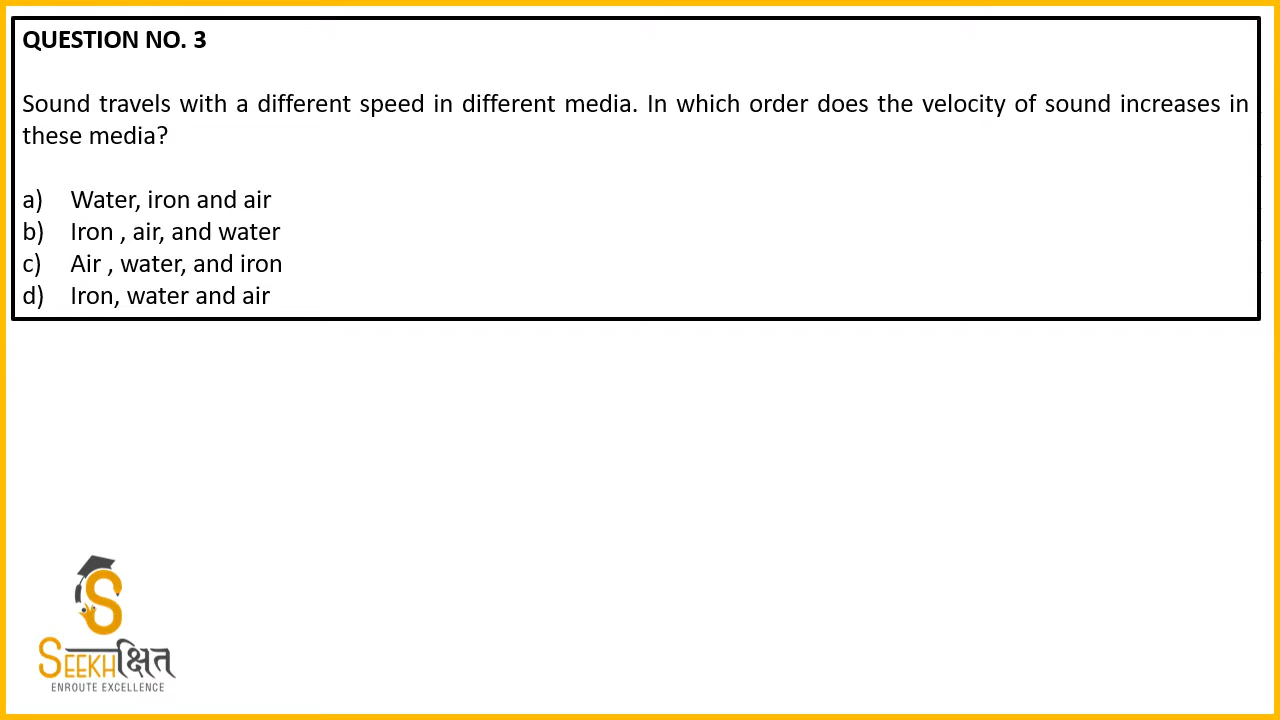 QUESTION NO. 3
Sound travels with a different speed in different media. In which order does the velocity of sound increases in
these media?
a) Water, iron and air
b) Iron , air, and water
c) Air , water, and iron
d) Iron, water and air
SEEKHक्षित
ENROUTE EXCELLENCE